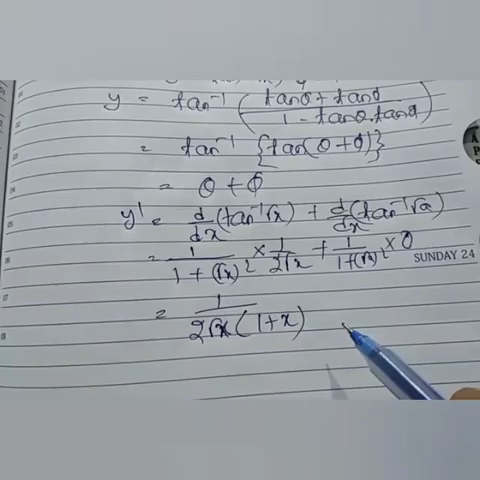 y = tan⁻¹ ( (tanθ + tanϕ) / (1 - tanθ.tanϕ) )
= tan⁻¹ {tan(θ+ϕ)}
= θ + ϕ
y' = d/dx (tan⁻¹√x) + d/dx (tan⁻¹√a)
= 1/(1+(√x)²) × 1/(2√x) + 1/(1+(√a)²) × 0
SUNDAY 24
= 1/(2√x(1+x))